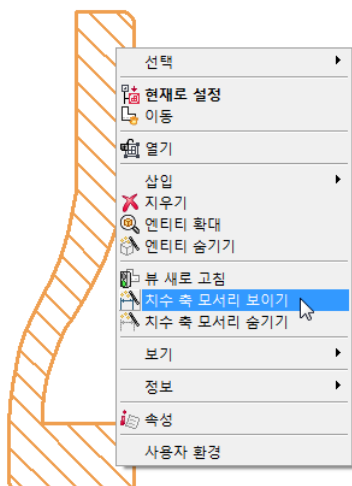 선택
현재로 설정
이동
열기
삽입
지우기
엔티티 확대
엔티티 숨기기
뷰 새로 고침
치수 축 모서리 보이기
치수 축 모서리 숨기기
보기
정보
속성
사용자 환경